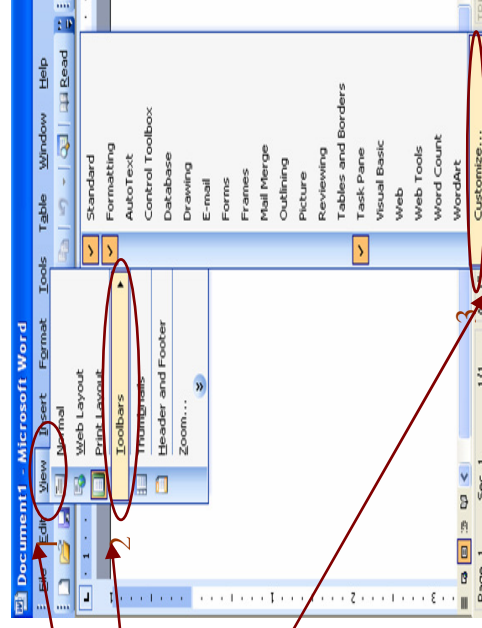 Document1 - Microsoft Word
File Edit View Insert Format Tools Table Window Help
Read
1
Normal
Web Layout
Print Layout
Toolbars
Thumbnails
Header and Footer
Zoom...
2
Standard
Formatting
AutoText
Control Toolbox
Database
Drawing
E-mail
Forms
Frames
Mail Merge
Outlining
Picture
Reviewing
Tables and Borders
Task Pane
Visual Basic
Web
Web Tools
Word Count
WordArt
Customize...
3
Page 1 Sec 1 1/1